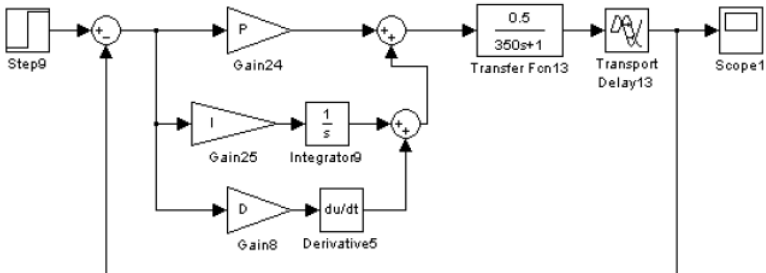 Step9
+
−
P
Gain24
+
+
0.5
350s+1
Transfer Fcn13
Transport
Delay13
Scope1
I
Gain25
1
s
Integrator9
+
+
D
Gain8
du/dt
Derivative5